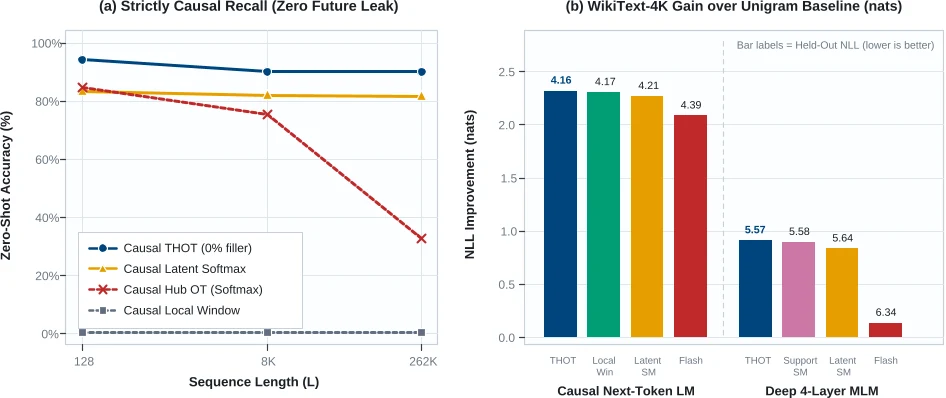 (a) Strictly Causal Recall (Zero Future Leak)
Zero-Shot Accuracy (%)
100%
80%
60%
40%
20%
0%
Causal THOT (0% filler)
Causal Latent Softmax
Causal Hub OT (Softmax)
Causal Local Window
128
8K
262K
Sequence Length (L)
(b) WikiText-4K Gain over Unigram Baseline (nats)
Bar labels = Held-Out NLL (lower is better)
NLL Improvement (nats)
2.5
2.0
1.5
1.0
0.5
0.0
4.16
4.17
4.21
4.39
5.57
5.58
5.64
6.34
THOT
Local
Win
Latent
SM
Flash
THOT
Support
SM
Latent
SM
Flash
Causal Next-Token LM
Deep 4-Layer MLM